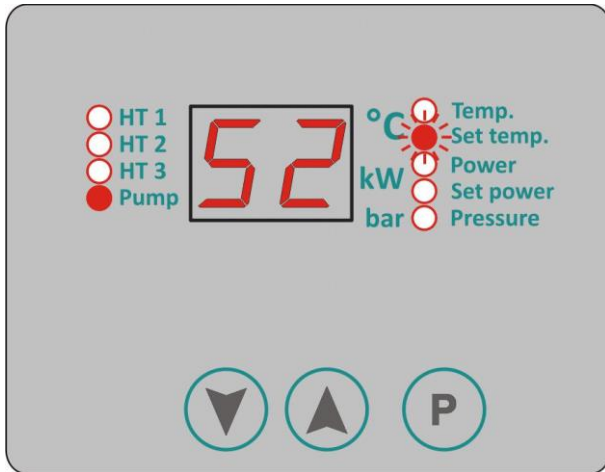 HT 1
HT 2
HT 3
Pump
52
°C
kW
bar
Temp.
Set temp.
Power
Set power
Pressure
P